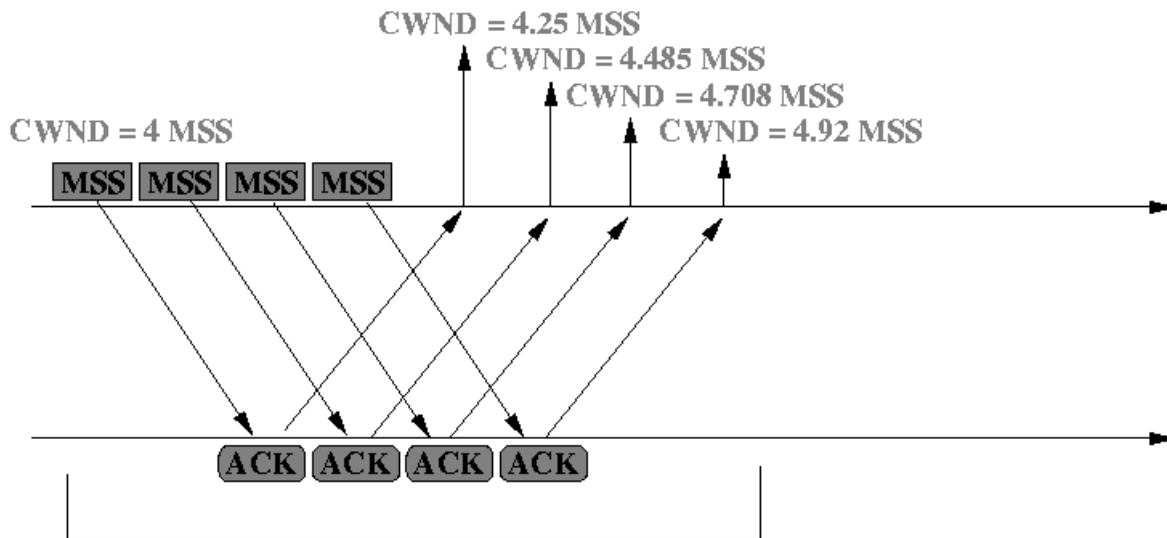 CWND = 4.25 MSS
CWND = 4.485 MSS
CWND = 4.708 MSS
CWND = 4 MSS
CWND = 4.92 MSS
MSS MSS MSS MSS
ACK ACK ACK ACK